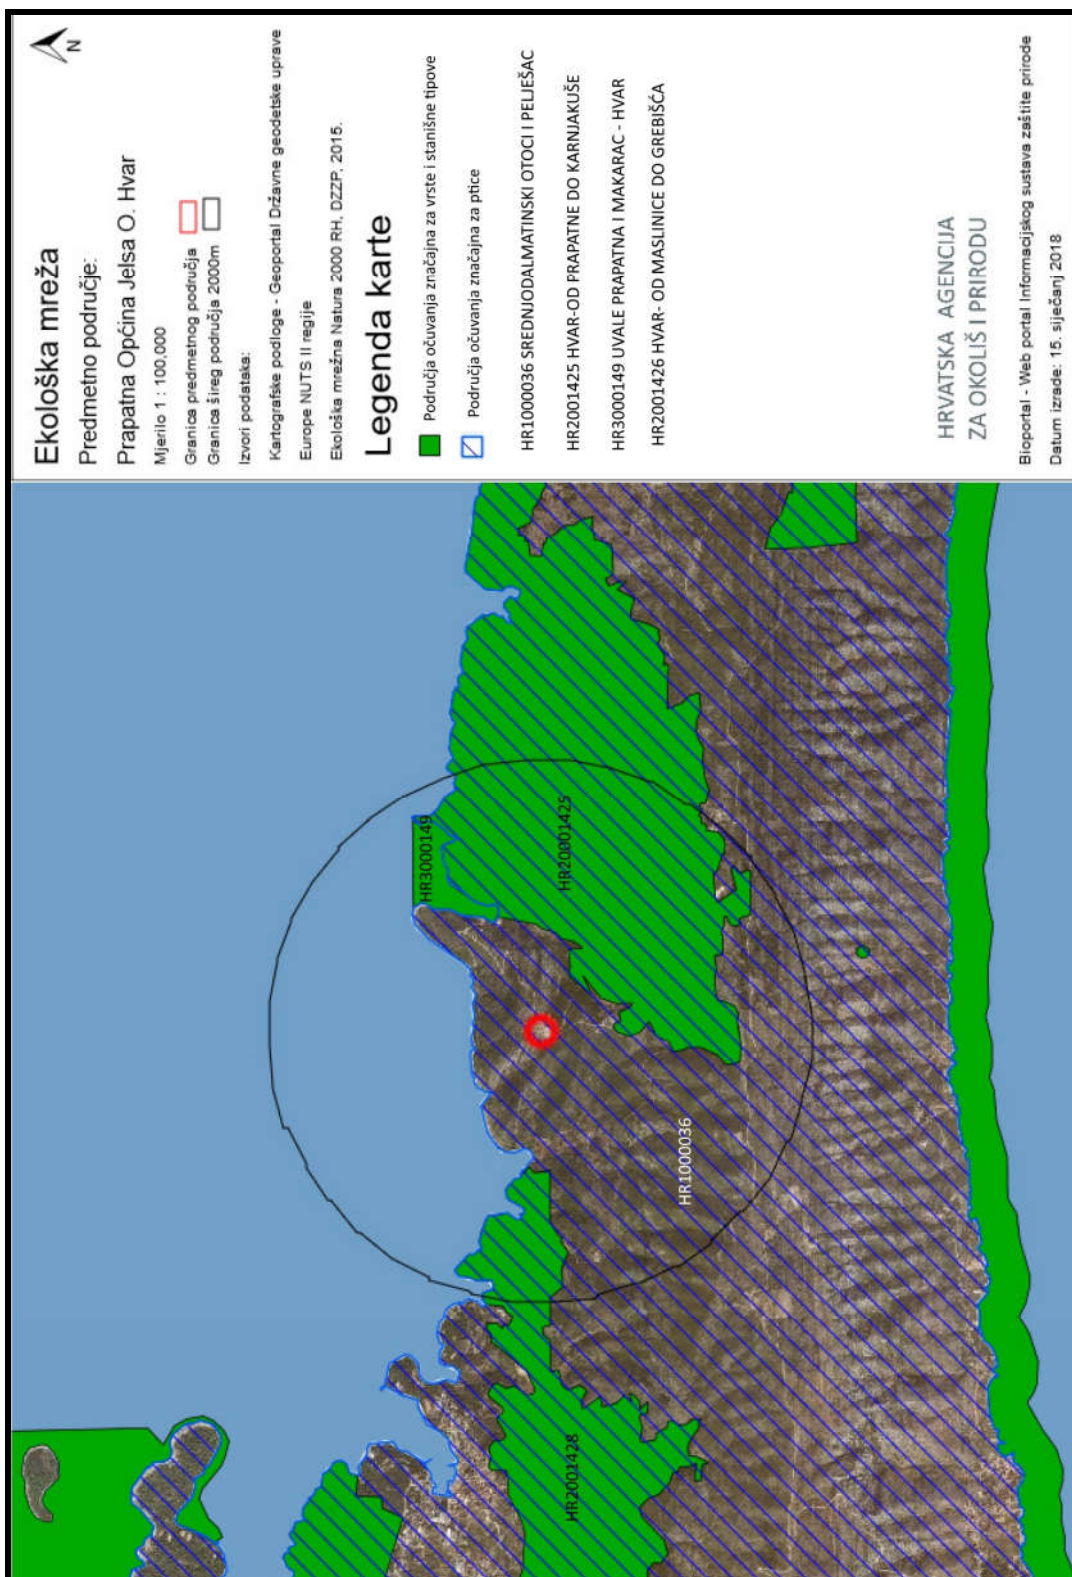 N
Ekološka mreža
Predmetno područje:
Prapatna Općina Jelsa O. Hvar
Mjerilo 1 : 100,000
Granica predmetnog područja
Granica šireg područja 2000m
Izvori podataka:
Kartografske podloge - Geoportal Državne geodetske uprave
Europe NUTS II regije
Ekološka mrežna Natura 2000 RH, DZZP, 2015.
Legenda karte
Područja očuvanja značajna za vrste i stanišne tipove
Područja očuvanja značajna za ptice
HR1000036 SREDNJODALMATINSKI OTOCI I PELJEŠAC
HR2001425 HVAR-OD PRAPATNE DO KARNJAKUŠE
HR3000149 UVALE PRAPATNA I MAKARAC - HVAR
HR2001426 HVAR- OD MASLINICE DO GREBIŠĆA
HRVATSKA AGENCIJA
ZA OKOLIŠ I PRIRODU
Bioportal - Web portal Informacijskog sustava zaštite prirode
Datum izrade: 15. siječanj 2018
HR3000149
HR20001425
HR1000036
HR2001428